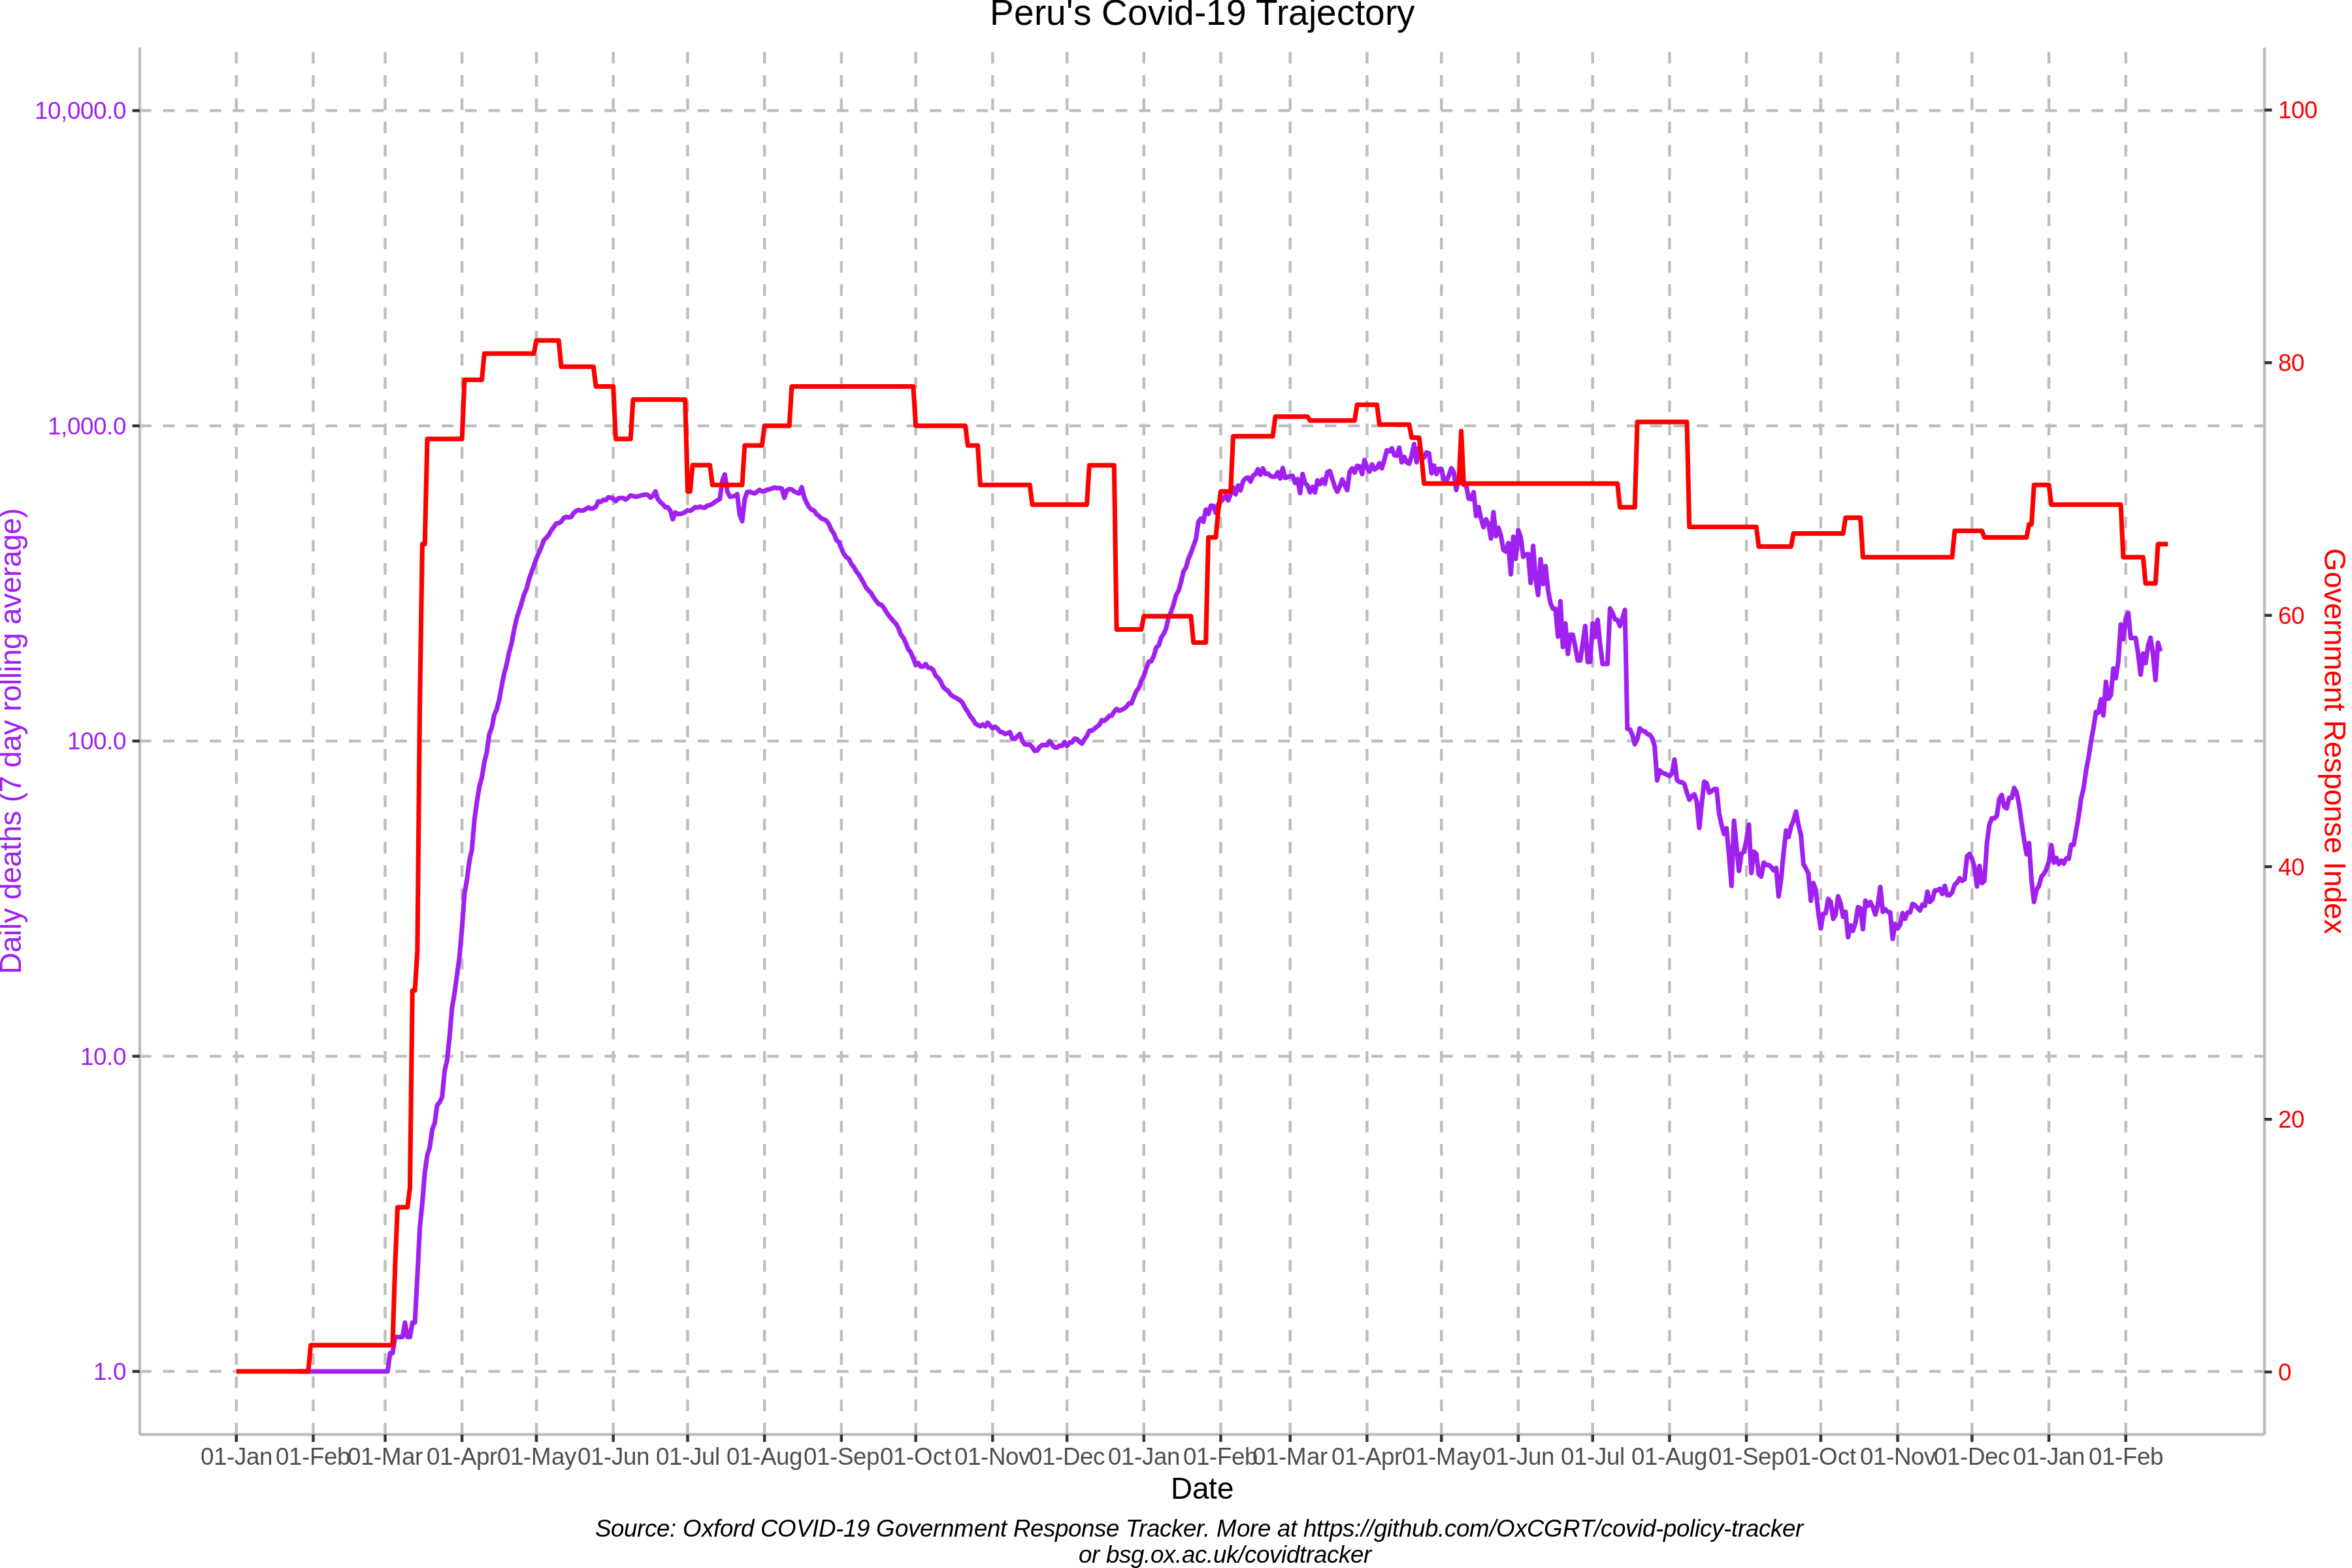 Peru's Covid-19 Trajectory
10,000.0
1,000.0
100.0
10.0
1.0
Daily deaths (7 day rolling average)
100
80
60
40
20
0
Government Response Index
01-Jan 01-Feb 01-Mar 01-Apr 01-May 01-Jun 01-Jul 01-Aug 01-Sep 01-Oct 01-Nov 01-Dec 01-Jan 01-Feb 01-Mar 01-Apr 01-May 01-Jun 01-Jul 01-Aug 01-Sep 01-Oct 01-Nov 01-Dec 01-Jan 01-Feb
Date
Source: Oxford COVID-19 Government Response Tracker. More at https://github.com/OxCGRT/covid-policy-tracker
or bsg.ox.ac.uk/covidtracker